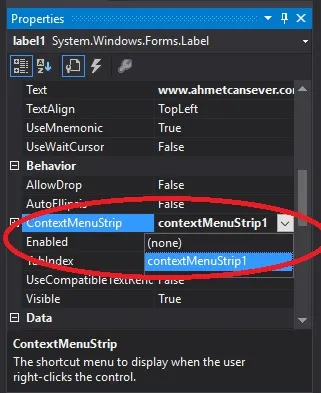 Properties
label1 System.Windows.Forms.Label
Text www.ahmetcansever.co
TextAlign TopLeft
UseMnemonic True
UseWaitCursor False
Behavior
AllowDrop False
AutoEllipsis False
ContextMenuStrip contextMenuStrip1
Enabled (none)
TabIndex contextMenuStrip1
UseCompatibleTextRend False
Visible True
Data
ContextMenuStrip
The shortcut menu to display when the user
right-clicks the control.